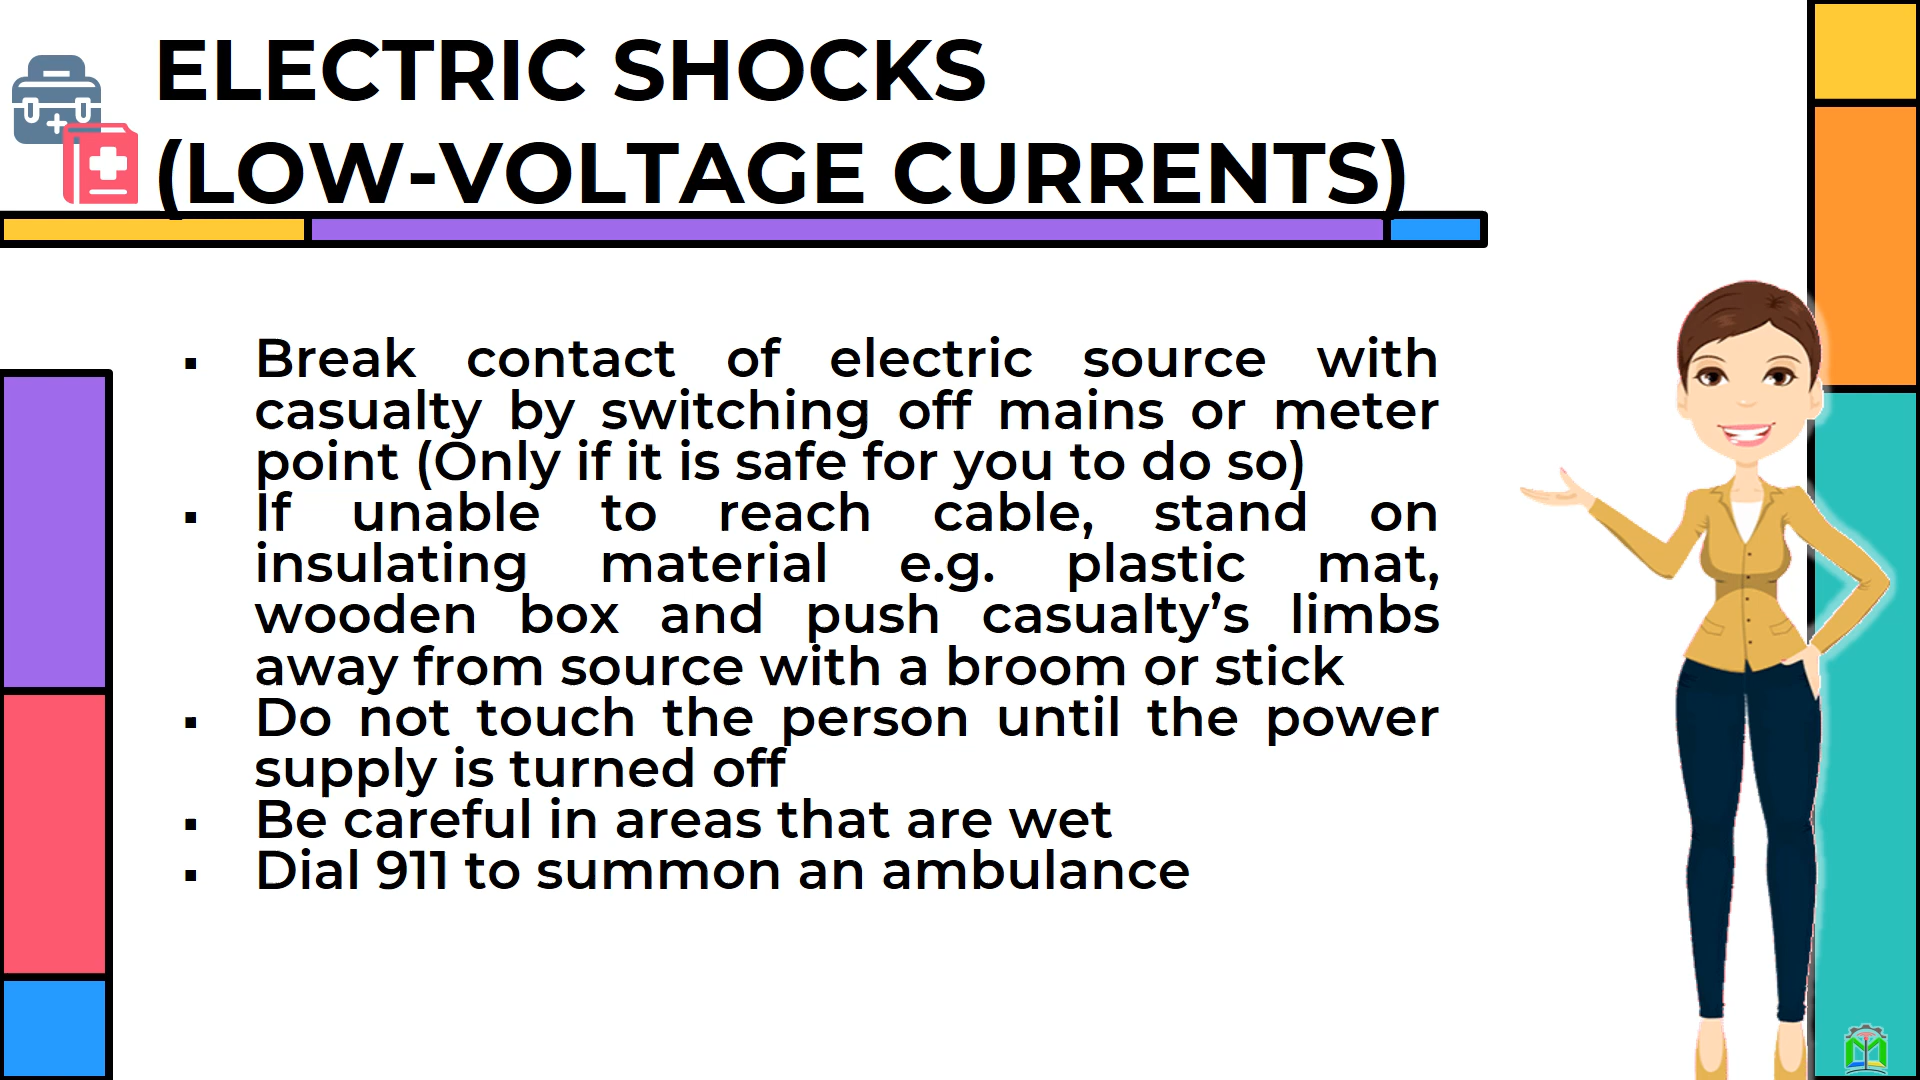 ELECTRIC SHOCKS
(LOW-VOLTAGE CURRENTS)
▪ Break contact of electric source with
casualty by switching off mains or meter
point (Only if it is safe for you to do so)
▪ If unable to reach cable, stand on
insulating material e.g. plastic mat,
wooden box and push casualty’s limbs
away from source with a broom or stick
▪ Do not touch the person until the power
supply is turned off
▪ Be careful in areas that are wet
▪ Dial 911 to summon an ambulance